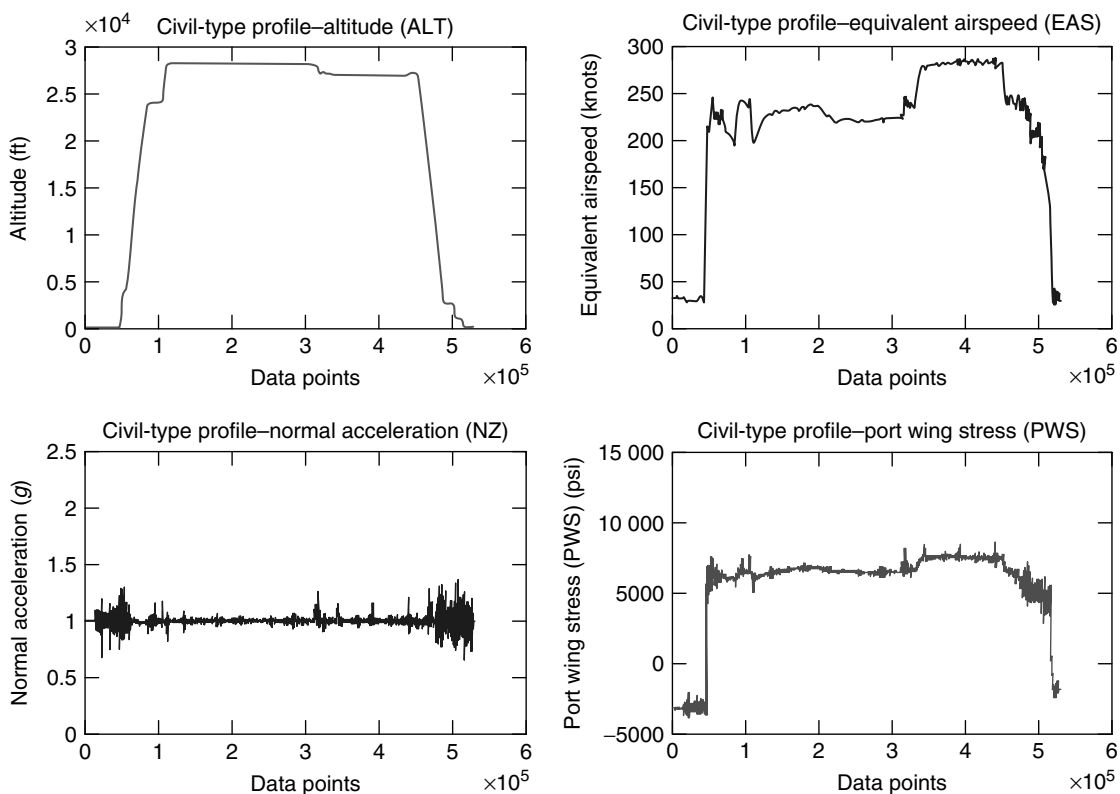 ×10⁴
Civil-type profile–altitude (ALT)
3
2.5
2
1.5
1
0.5
0
Altitude (ft)
0 1 2 3 4 5 6
Data points
×10⁵
Civil-type profile–equivalent airspeed (EAS)
300
250
200
150
100
50
0
Equivalent airspeed (knots)
0 1 2 3 4 5 6
Data points
×10⁵
Civil-type profile–normal acceleration (NZ)
2.5
2
1.5
1
0.5
0
Normal acceleration (g)
0 1 2 3 4 5 6
Data points
×10⁵
Civil-type profile–port wing stress (PWS)
15 000
10 000
5000
0
−5000
Port wing stress (PWS) (psi)
0 1 2 3 4 5 6
Data points
×10⁵